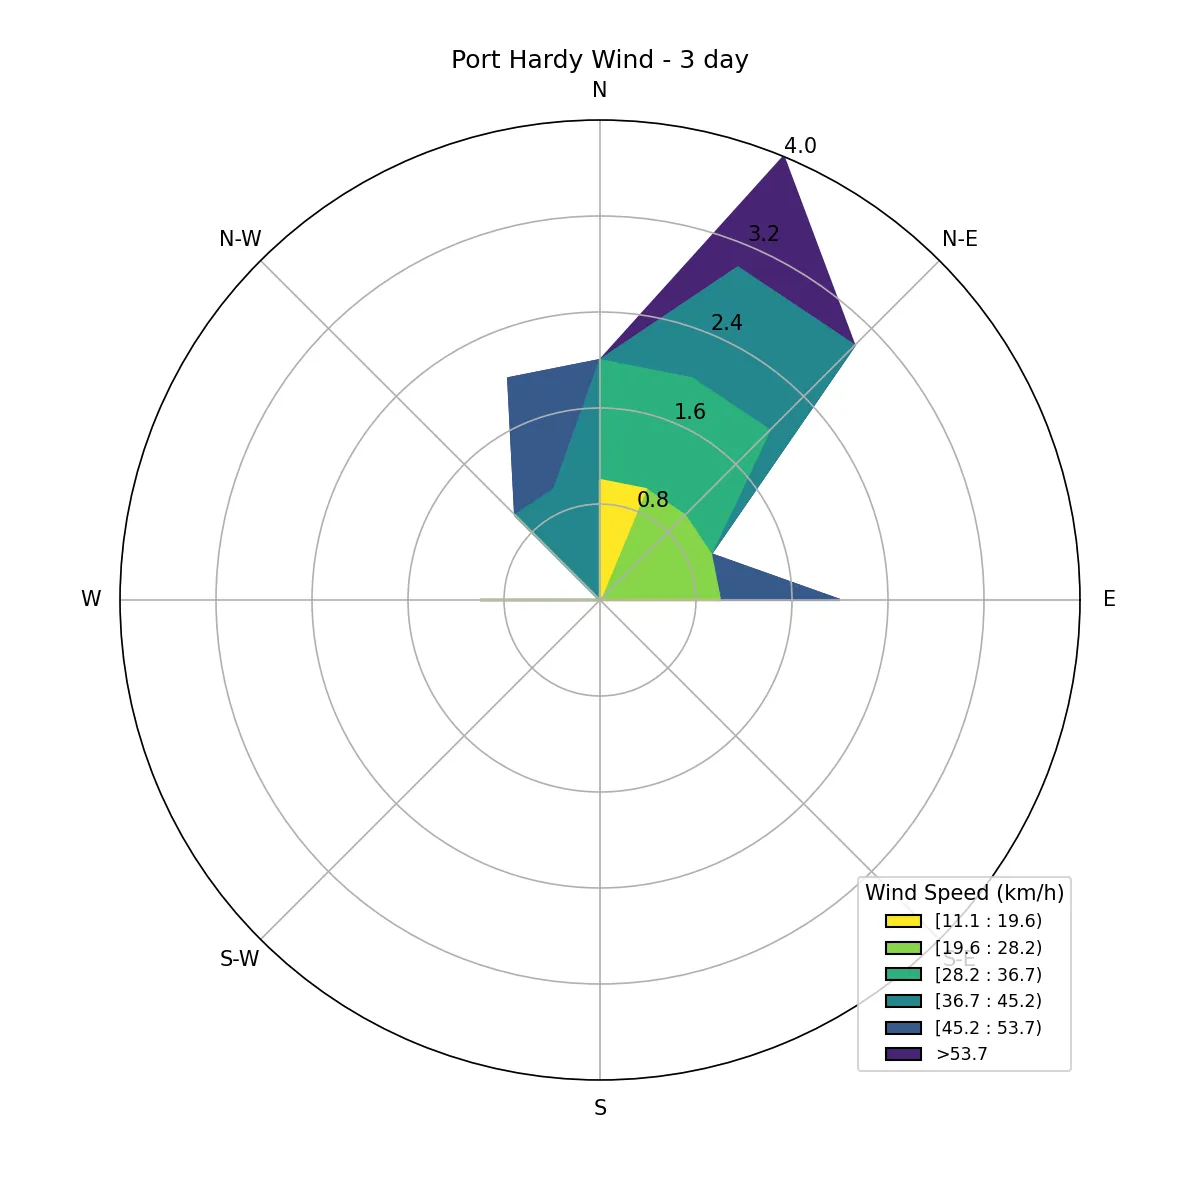 Port Hardy Wind - 3 day
N
4.0
3.2
N-W
N-E
2.4
1.6
0.8
W
E
Wind Speed (km/h)
[11.1 : 19.6)
[19.6 : 28.2)
S-W
S-E
[28.2 : 36.7)
[36.7 : 45.2)
[45.2 : 53.7)
>53.7
S